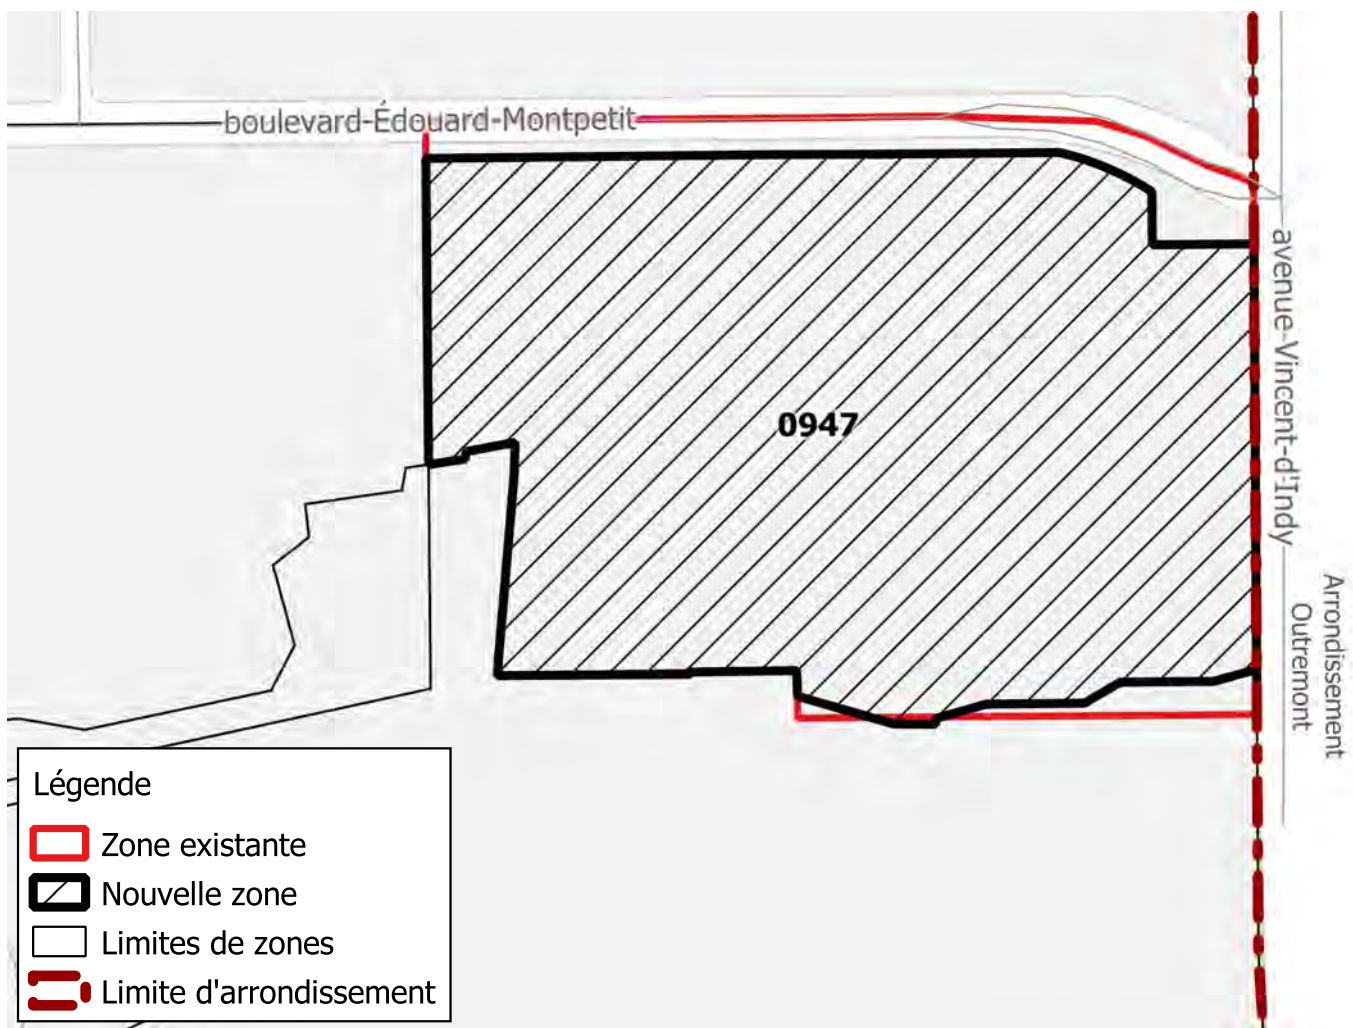 boulevard-Édouard-Montpetit
avenue-Vincent-d'Indy
0947
Arrondissement
Outremont
Légende
Zone existante
Nouvelle zone
Limites de zones
Limite d'arrondissement